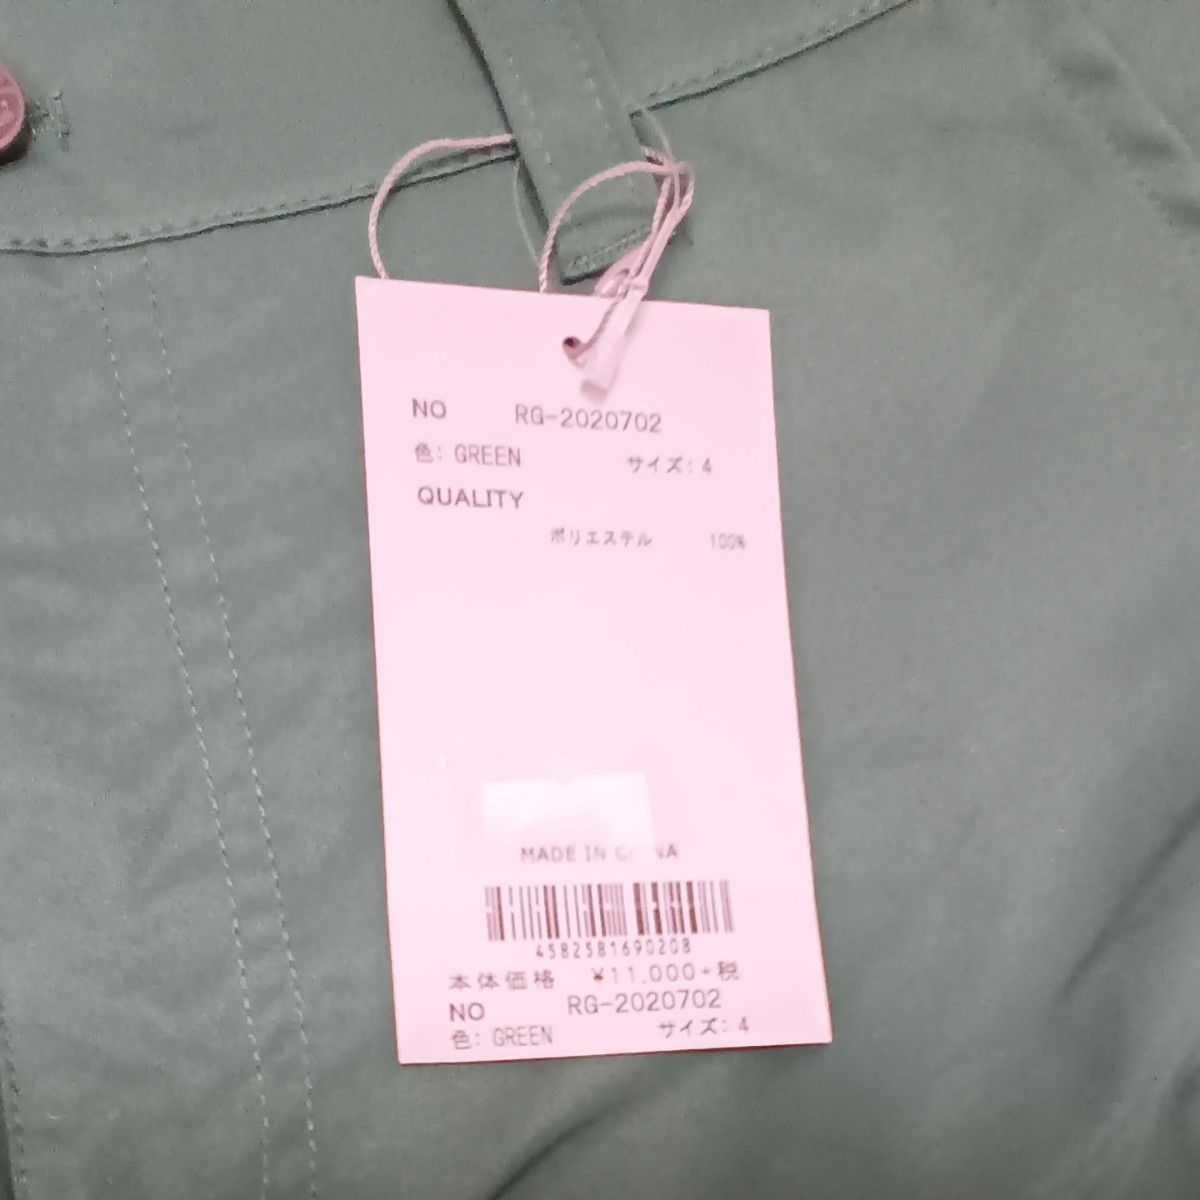 NO RG-2020702
色: GREEN サイズ: 4
QUALITY
ポリエステル 100%
MADE IN CHINA
4582581690208
本体価格 ¥11,000+税
NO RG-2020702
色: GREEN サイズ: 4